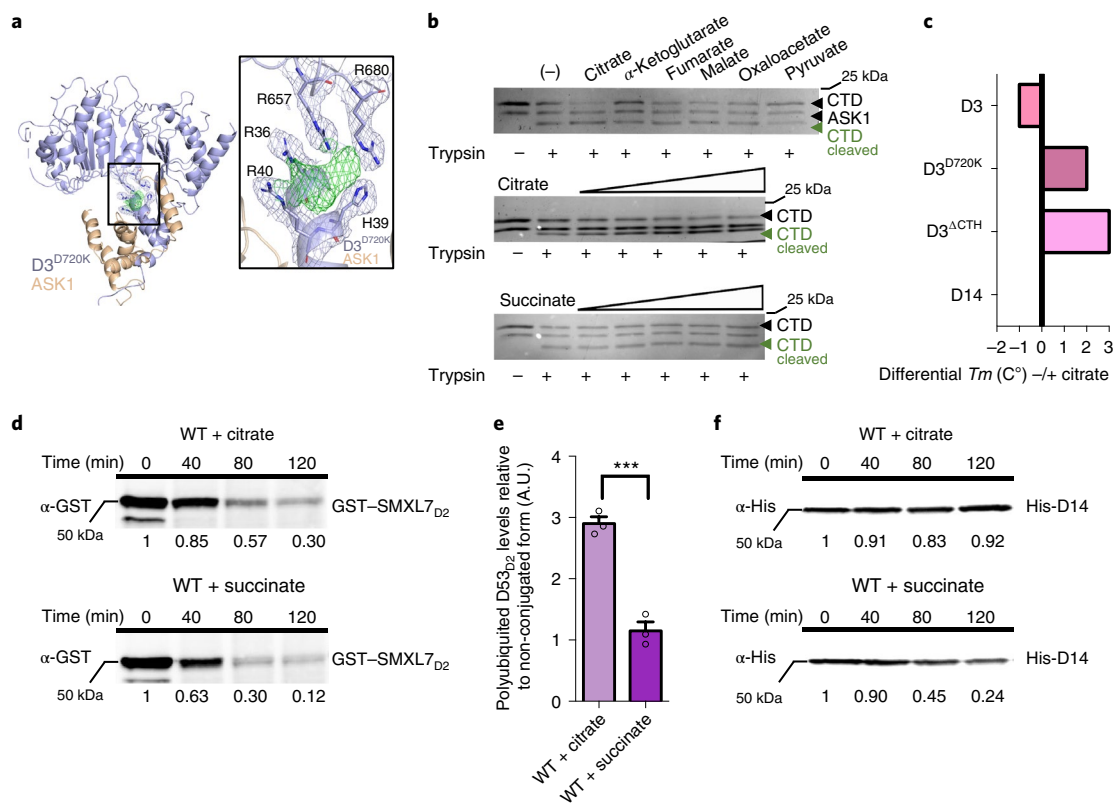 a
R680
R657
R36
R40
H39
D3D720K
ASK1
D3D720K
ASK1
b
(–) Citrate α-Ketoglutarate Fumarate Malate Oxaloacetate Pyruvate
25 kDa
CTD
ASK1
CTD
cleaved
Trypsin – + + + + + + +
Citrate
25 kDa
CTD
CTD
cleaved
Trypsin – + + + + + +
Succinate
25 kDa
CTD
CTD
cleaved
Trypsin – + + + + + +
c
D3
D3D720K
D3ΔCTH
D14
–2 –1 0 1 2 3
Differential Tm (C°) –/+ citrate
d
WT + citrate
Time (min) 0 40 80 120
α-GST
GST–SMXL7D2
50 kDa
1 0.85 0.57 0.30
WT + succinate
Time (min) 0 40 80 120
α-GST
GST–SMXL7D2
50 kDa
1 0.63 0.30 0.12
e
Polyubiquited D53D2 levels relative
to non-conjugated form (A.U.)
4
3
2
1
0
***
WT + citrate
WT + succinate
f
WT + citrate
Time (min) 0 40 80 120
α-His
His-D14
50 kDa
1 0.91 0.83 0.92
WT + succinate
Time (min) 0 40 80 120
α-His
His-D14
50 kDa
1 0.90 0.45 0.24